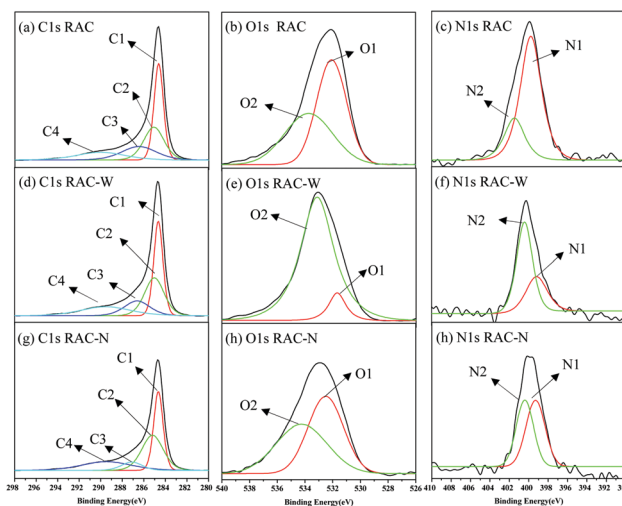 (a) C1s RAC
C1
C2
C3
C4
(b) O1s RAC
O1
O2
(c) N1s RAC
N1
N2
(d) C1s RAC-W
C1
C2
C3
C4
(e) O1s RAC-W
O2
O1
(f) N1s RAC-W
N2
N1
(g) C1s RAC-N
C1
C2
C3
C4
(h) O1s RAC-N
O1
O2
(h) N1s RAC-N
N2
N1
298 296 294 292 290 288 286 284 282 280
Binding Energy(eV)
540 538 536 534 532 530 528 526
Binding Energy(eV)
410 408 406 404 402 400 398 396 394 392 390
Binding Energy(eV)